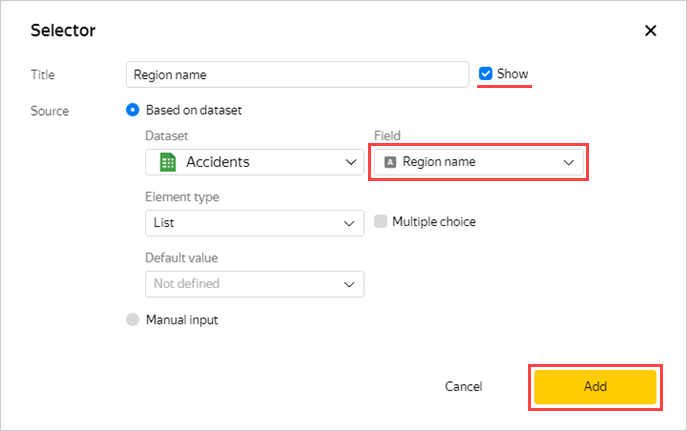 Selector
Title
Region name
Show
Source
Based on dataset
Dataset
Field
Accidents
A Region name
Element type
List
Multiple choice
Default value
Not defined
Manual input
Cancel
Add